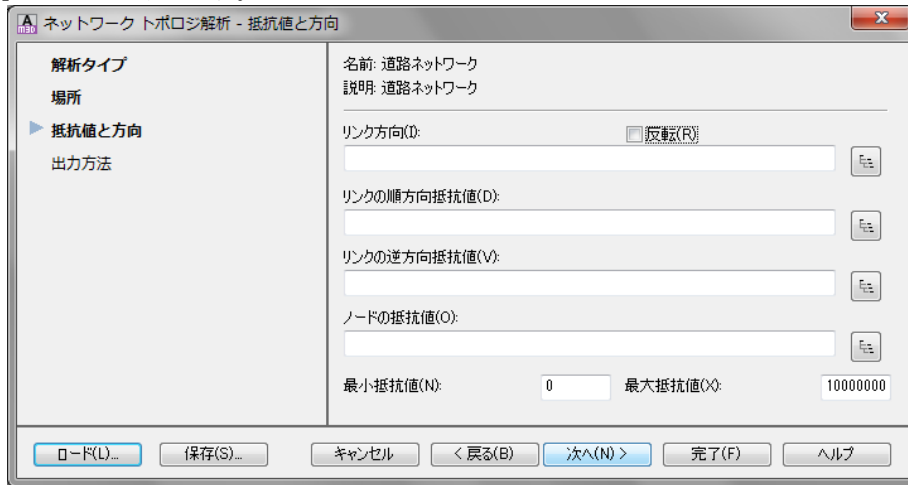 ネットワーク トポロジ解析 - 抵抗値と方向
解析タイプ
場所
抵抗値と方向
出力方法
名前: 道路ネットワーク
説明: 道路ネットワーク
リンク方向(I):
反転(R)
リンクの順方向抵抗値(D):
リンクの逆方向抵抗値(V):
ノードの抵抗値(O):
最小抵抗値(N): 0 最大抵抗値(X): 10000000
ロード(L)... 保存(S)... キャンセル < 戻る(B) 次へ(N) > 完了(F) ヘルプ